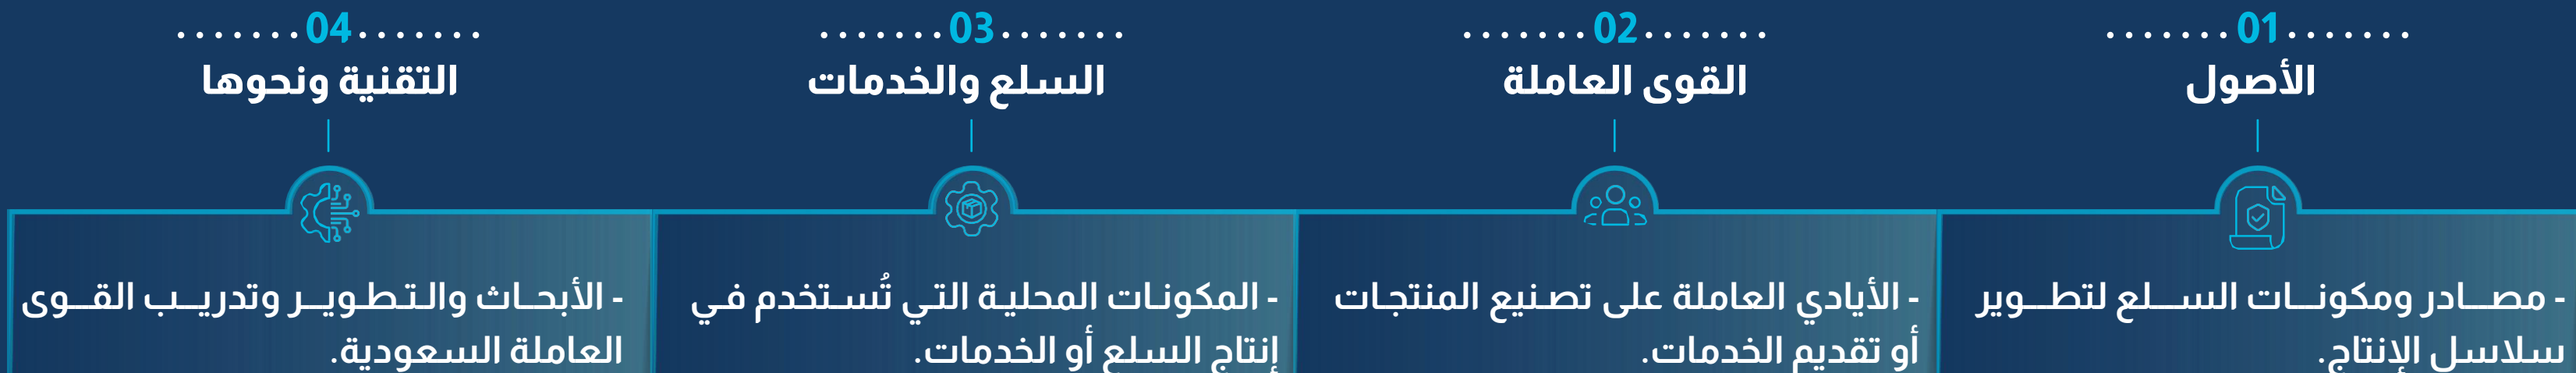 01
الأصول
- مصادر ومكونات السلع لتطوير
سلاسل الإنتاج.
02
القوى العاملة
- الأيادي العاملة على تصنيع المنتجات
أو تقديم الخدمات.
03
السلع والخدمات
- المكونات المحلية التي تُستخدم في
إنتاج السلع أو الخدمات.
04
التقنية ونحوها
- الأبحاث والتطوير وتدريب القوى
العاملة السعودية.